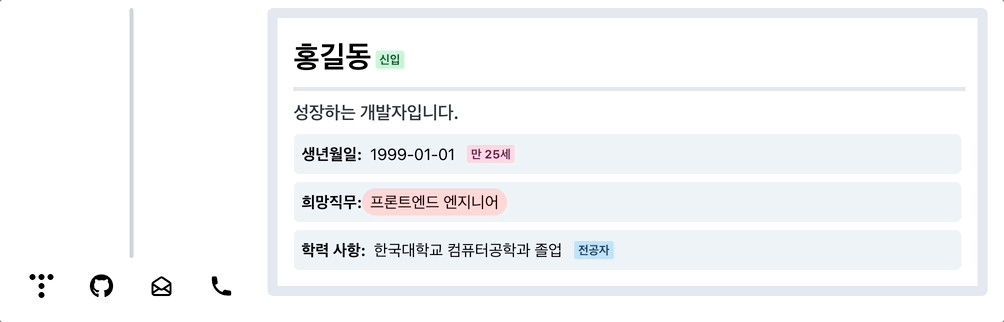 홍길동 신입
성장하는 개발자입니다.
생년월일: 1999-01-01 만 25세
희망직무: 프론트엔드 엔지니어
학력 사항: 한국대학교 컴퓨터공학과 졸업 전공자